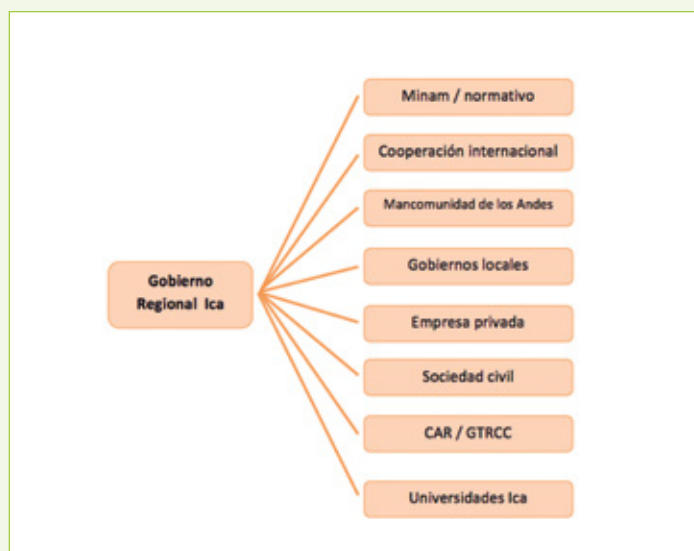 Gobierno
Regional Ica
Minam / normativo
Cooperación internacional
Mancomunidad de los Andes
Gobiernos locales
Empresa privada
Sociedad civil
CAR / GTRCC
Universidades Ica